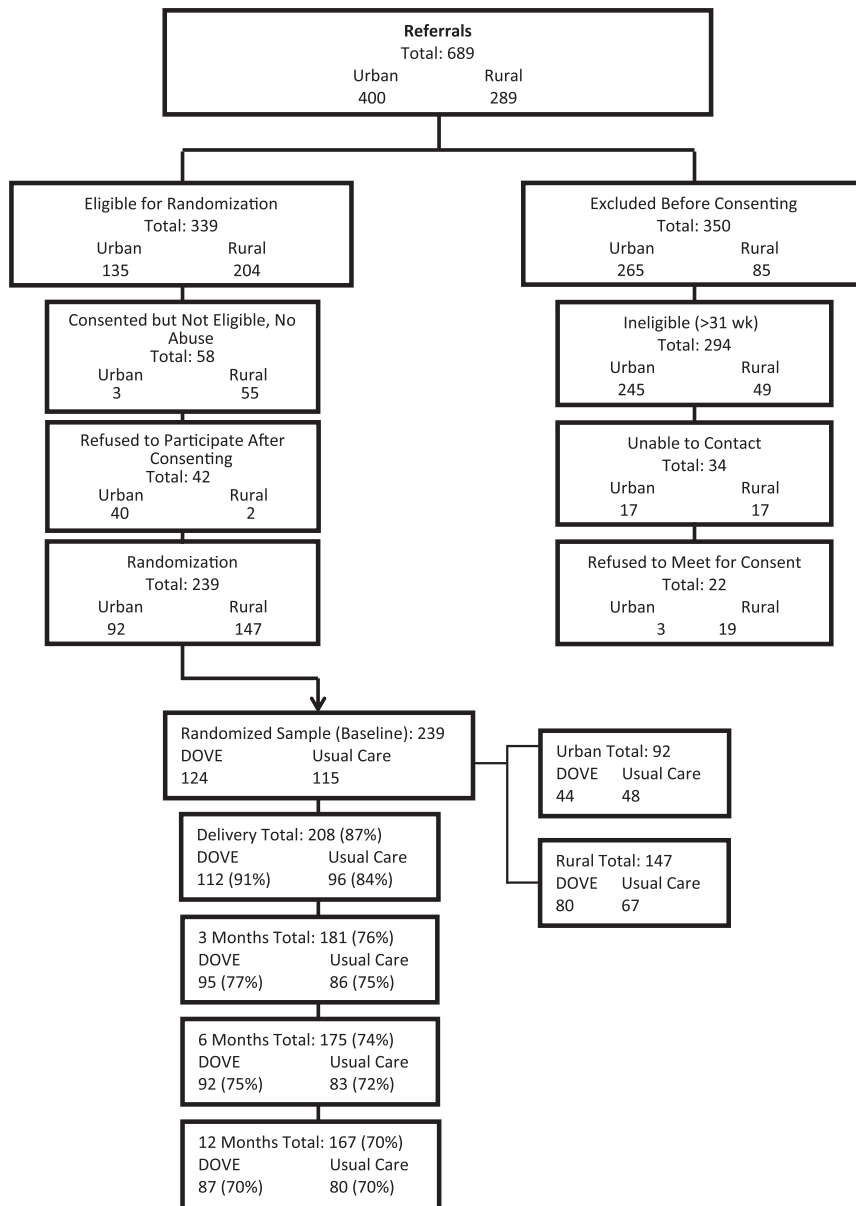 Referrals
Total: 689
Urban Rural
400 289
Eligible for Randomization
Total: 339
Urban Rural
135 204
Consented but Not Eligible, No
Abuse
Total: 58
Urban Rural
3 55
Refused to Participate After
Consenting
Total: 42
Urban Rural
40 2
Randomization
Total: 239
Urban Rural
92 147
Excluded Before Consenting
Total: 350
Urban Rural
265 85
Ineligible (>31 wk)
Total: 294
Urban Rural
245 49
Unable to Contact
Total: 34
Urban Rural
17 17
Refused to Meet for Consent
Total: 22
Urban Rural
3 19
Randomized Sample (Baseline): 239
DOVE Usual Care
124 115
Urban Total: 92
DOVE Usual Care
44 48
Rural Total: 147
DOVE Usual Care
80 67
Delivery Total: 208 (87%)
DOVE Usual Care
112 (91%) 96 (84%)
3 Months Total: 181 (76%)
DOVE Usual Care
95 (77%) 86 (75%)
6 Months Total: 175 (74%)
DOVE Usual Care
92 (75%) 83 (72%)
12 Months Total: 167 (70%)
DOVE Usual Care
87 (70%) 80 (70%)